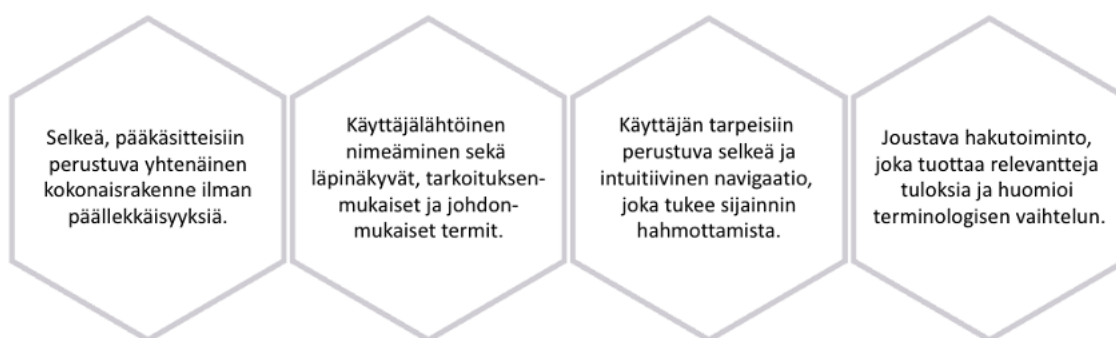 Selkeä, pääkäsitteisiin
perustuva yhtenäinen
kokonaisrakenne ilman
päällekkäisyyksiä.
Käyttäjälähtöinen
nimeäminen sekä
läpinäkyvät, tarkoituksen-
mukaiset ja johdon-
mukaiset termit.
Käyttäjän tarpeisiin
perustuva selkeä ja
intuitiivinen navigaatio,
joka tukee sijainnin
hahmottamista.
Joustava hakutoiminto,
joka tuottaa relevantteja
tuloksia ja huomioi
terminologisen vaihtelun.